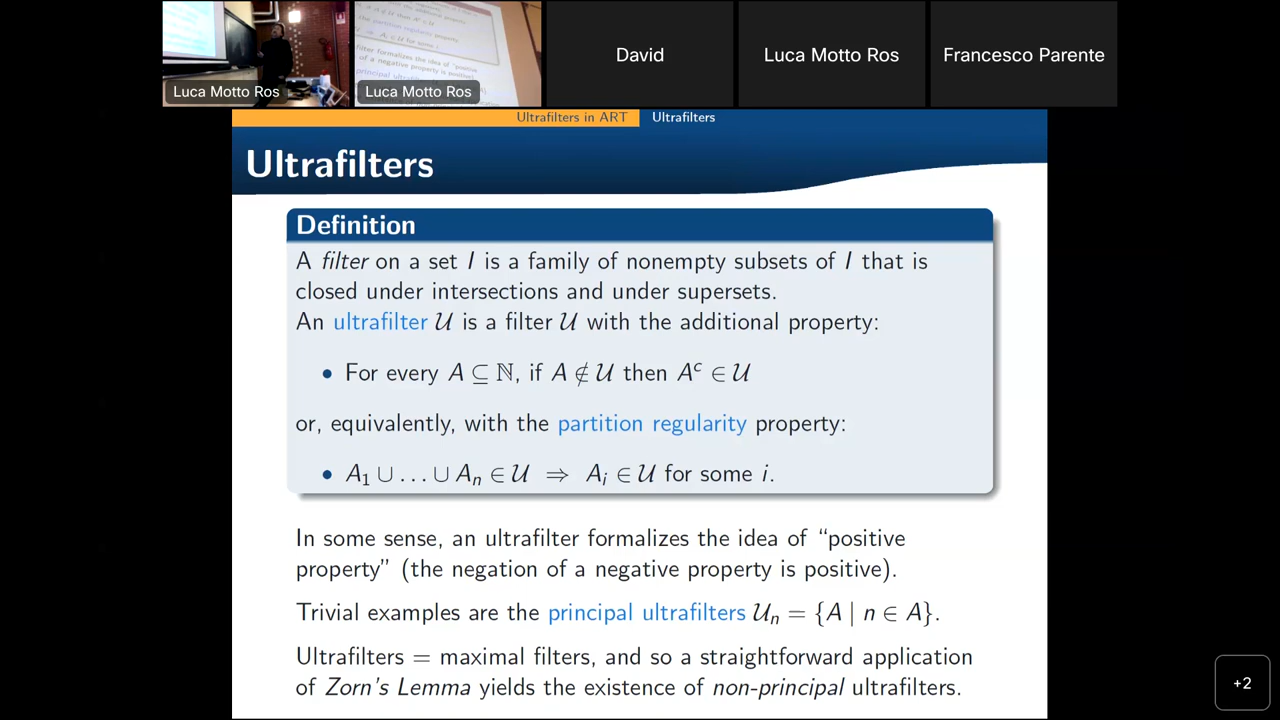 Luca Motto Ros
Luca Motto Ros
David
Luca Motto Ros
Francesco Parente
Ultrafilters in ART
Ultrafilters
Ultrafilters
Definition
A filter on a set I is a family of nonempty subsets of I that is
closed under intersections and under supersets.
An ultrafilter 𝒰 is a filter 𝒰 with the additional property:
• For every A ⊆ ℕ, if A ∉ 𝒰 then Aᶜ ∈ 𝒰
or, equivalently, with the partition regularity property:
• A₁ ∪ … ∪ Aₙ ∈ 𝒰 ⇒ Aᵢ ∈ 𝒰 for some i.
In some sense, an ultrafilter formalizes the idea of “positive
property” (the negation of a negative property is positive).
Trivial examples are the principal ultrafilters 𝒰ₙ = {A | n ∈ A}.
Ultrafilters = maximal filters, and so a straightforward application
of Zorn's Lemma yields the existence of non-principal ultrafilters.
+2